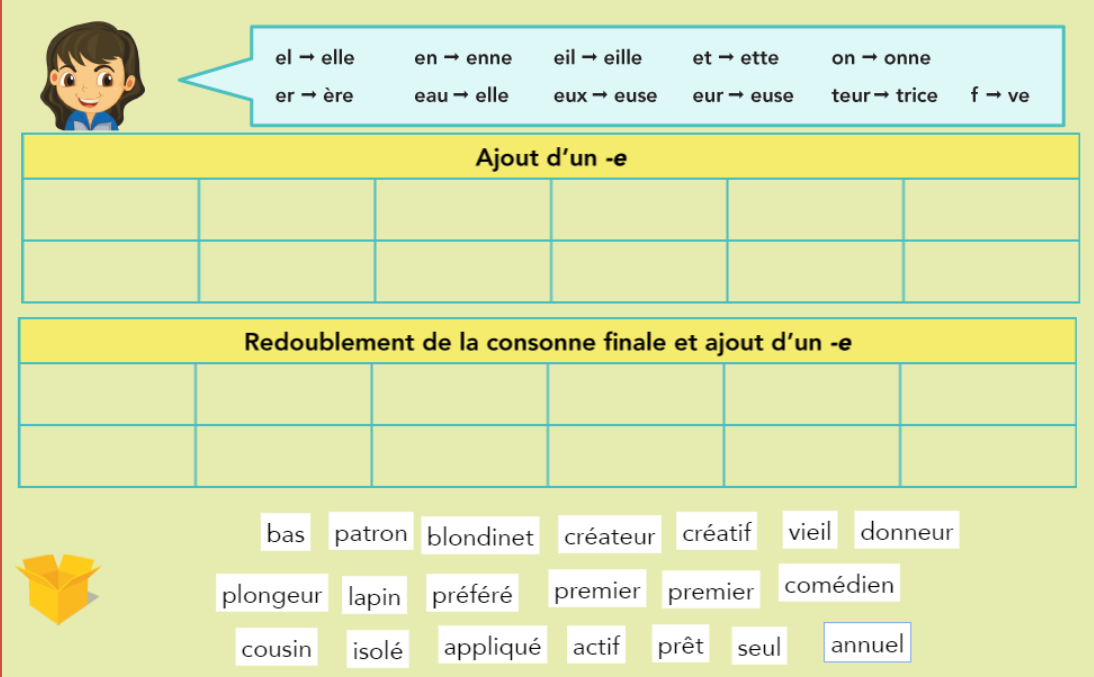 el → elle en → enne eil → eille et → ette on → onne
er → ère eau → elle eux → euse eur → euse teur → trice f → ve
Ajout d’un -e
Redoublement de la consonne finale et ajout d’un -e
bas patron blondinet créateur créatif vieil donneur
plongeur lapin préféré premier premier comédien
cousin isolé appliqué actif prêt seul annuel